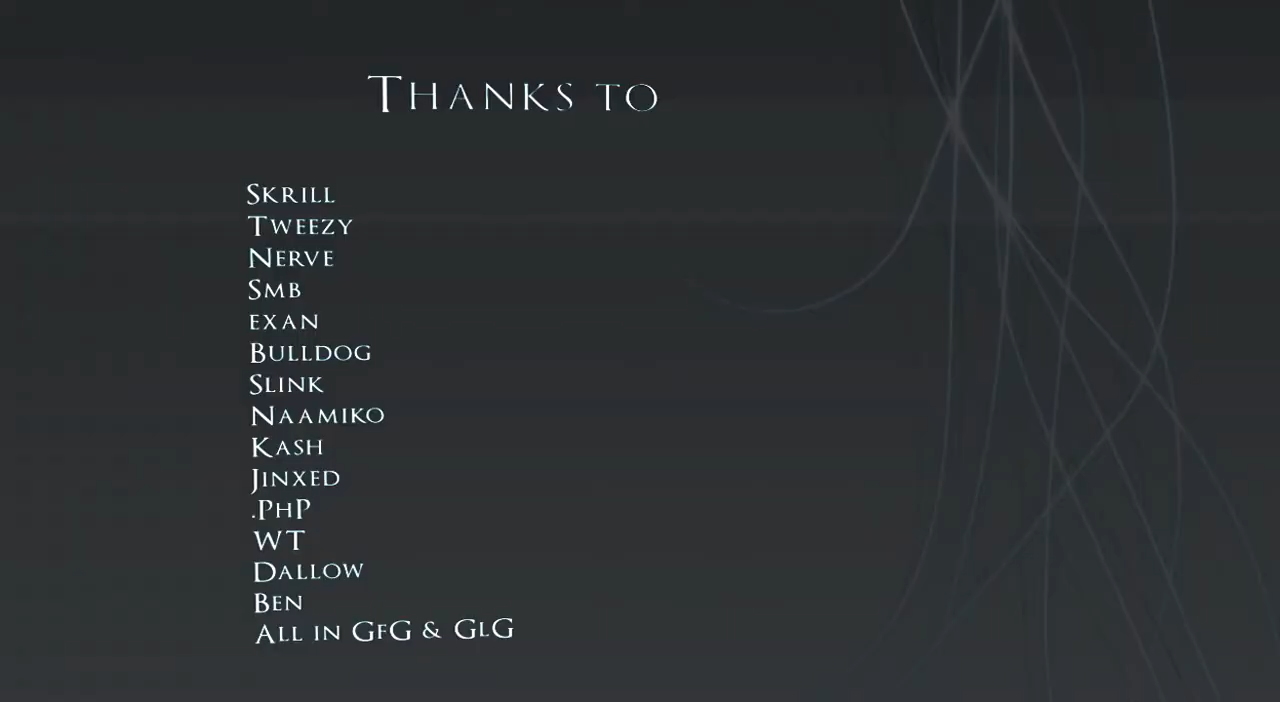 Thanks to
Skrill
Tweezy
Nerve
Smb
exan
Bulldog
Slink
Naamiko
Kash
Jinxed
.PhP
WT
Dallow
Ben
All in GfG & GlG